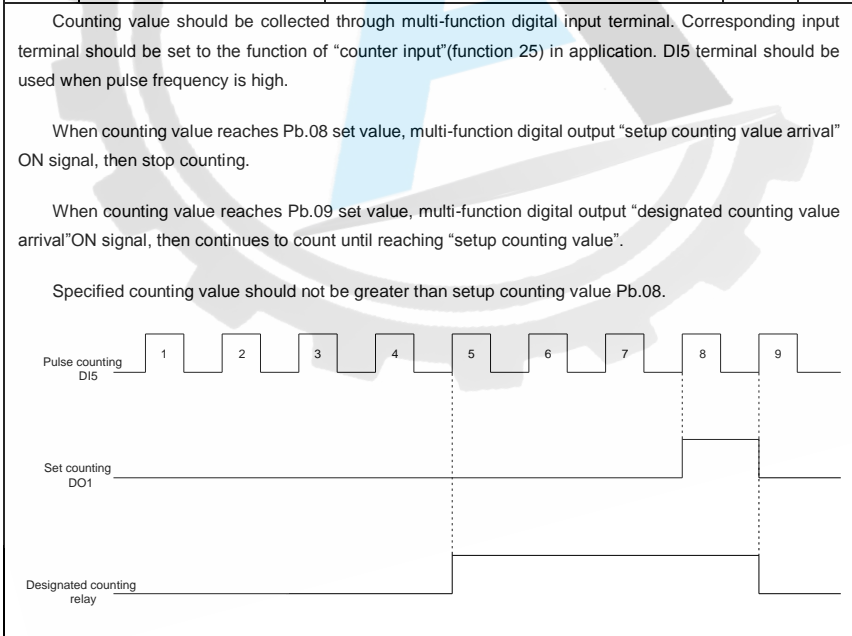 Counting value should be collected through multi-function digital input terminal. Corresponding input
terminal should be set to the function of “counter input”(function 25) in application. DI5 terminal should be
used when pulse frequency is high.
When counting value reaches Pb.08 set value, multi-function digital output “setup counting value arrival”
ON signal, then stop counting.
When counting value reaches Pb.09 set value, multi-function digital output “designated counting value
arrival”ON signal, then continues to count until reaching “setup counting value”.
Specified counting value should not be greater than setup counting value Pb.08.
Pulse counting
DI5
1 2 3 4 5 6 7 8 9
Set counting
DO1
Designated counting
relay